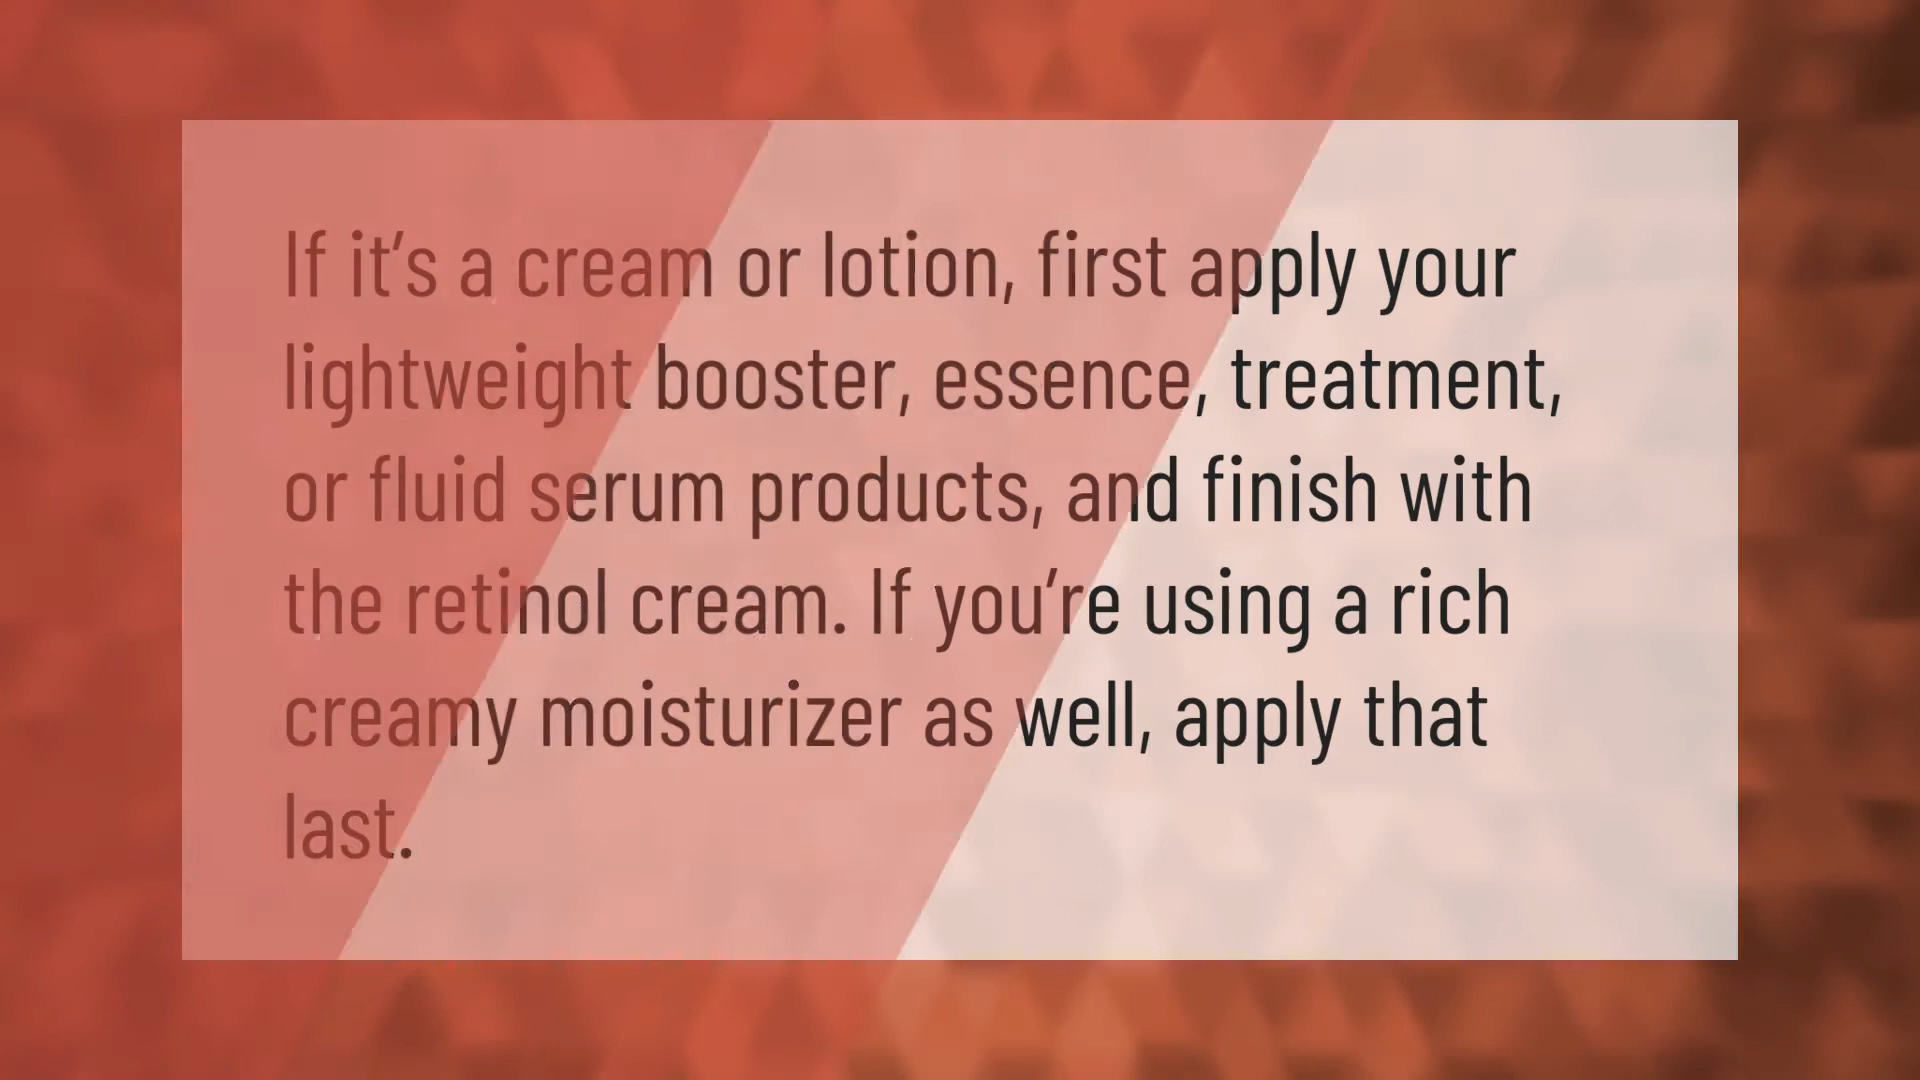 If it’s a cream or lotion, first apply your
lightweight booster, essence, treatment,
or fluid serum products, and finish with
the retinol cream. If you’re using a rich
creamy moisturizer as well, apply that
last.